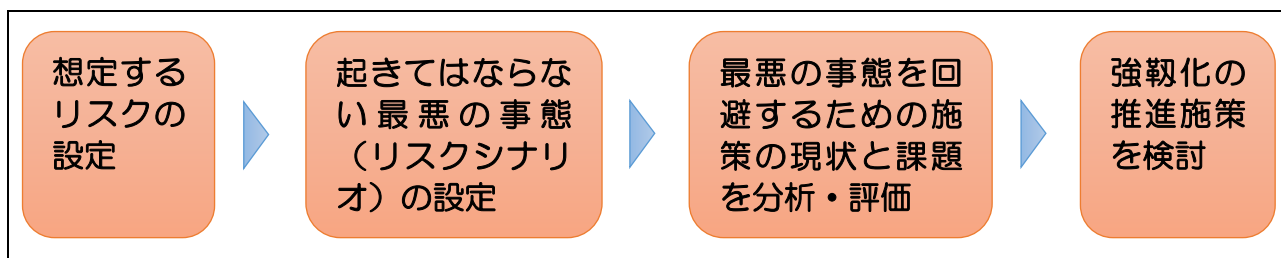 想定する
リスクの
設定
起きてはならな
い最悪の事態
（リスクシナリ
オ）の設定
最悪の事態を回
避するための施
策の現状と課題
を分析・評価
強靱化の
推進施策
を検討